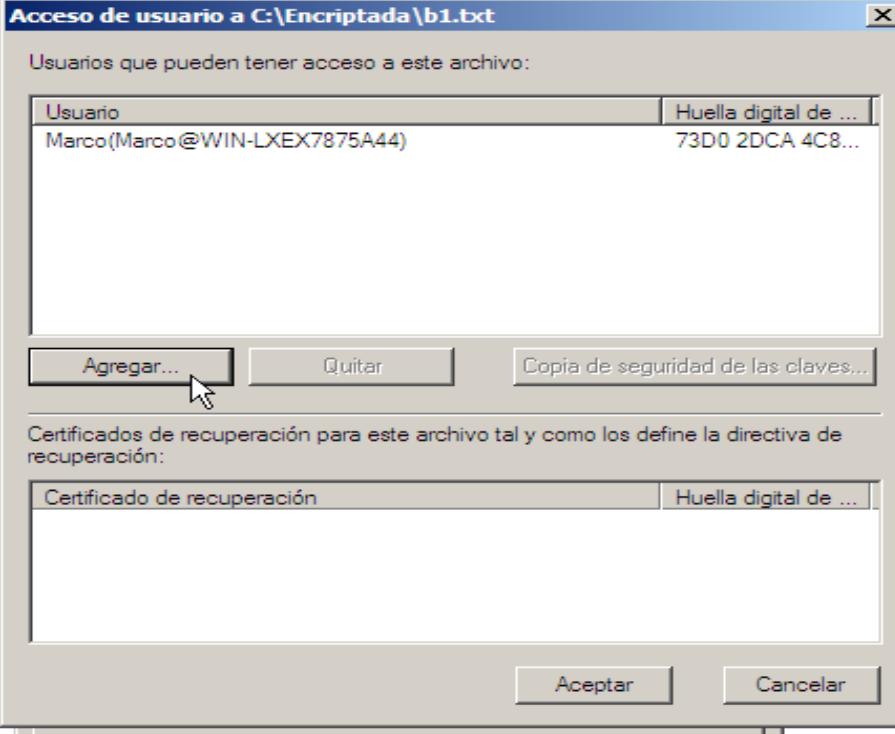 Acceso de usuario a C:\Encriptada\b1.txt
Usuarios que pueden tener acceso a este archivo:
Usuario Huella digital de ...
Marco(Marco@WIN-LXEX7875A44) 73D0 2DCA 4C8...
Agregar... Quitar Copia de seguridad de las claves...
Certificados de recuperación para este archivo tal y como los define la directiva de
recuperación:
Certificado de recuperación Huella digital de ...
Aceptar Cancelar